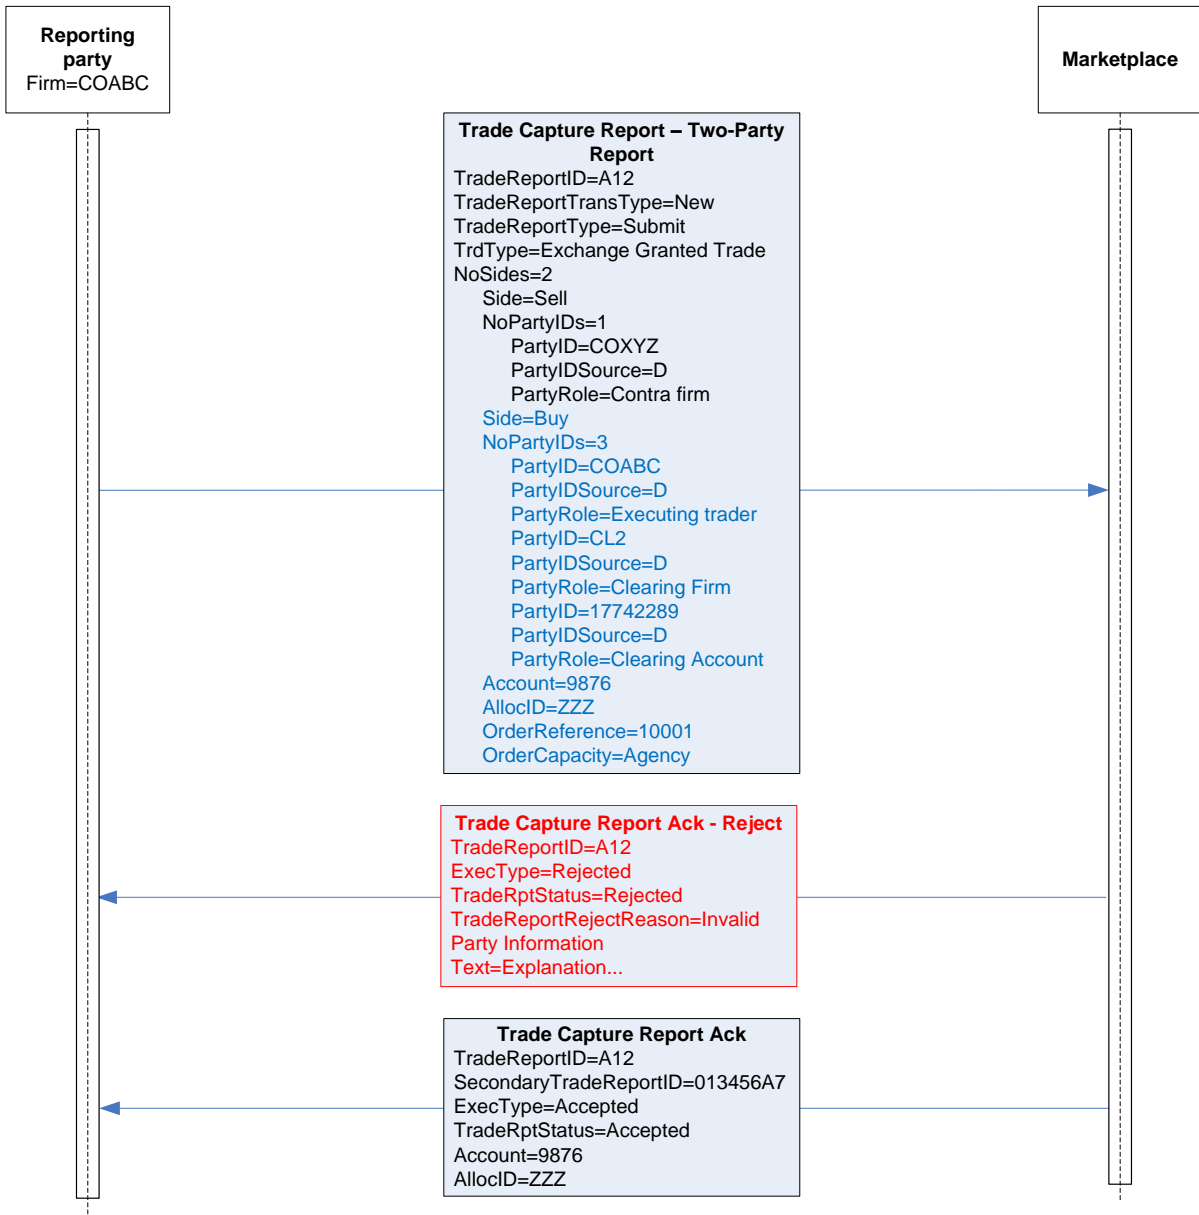 Reporting
party
Firm=COABC
Marketplace
Trade Capture Report – Two-Party
Report
TradeReportID=A12
TradeReportTransType=New
TradeReportType=Submit
TrdType=Exchange Granted Trade
NoSides=2
Side=Sell
NoPartyIDs=1
PartyID=COXYZ
PartyIDSource=D
PartyRole=Contra firm
Side=Buy
NoPartyIDs=3
PartyID=COABC
PartyIDSource=D
PartyRole=Executing trader
PartyID=CL2
PartyIDSource=D
PartyRole=Clearing Firm
PartyID=17742289
PartyIDSource=D
PartyRole=Clearing Account
Account=9876
AllocID=ZZZ
OrderReference=10001
OrderCapacity=Agency
Trade Capture Report Ack - Reject
TradeReportID=A12
ExecType=Rejected
TradeRptStatus=Rejected
TradeReportRejectReason=Invalid
Party Information
Text=Explanation...
Trade Capture Report Ack
TradeReportID=A12
SecondaryTradeReportID=013456A7
ExecType=Accepted
TradeRptStatus=Accepted
Account=9876
AllocID=ZZZ